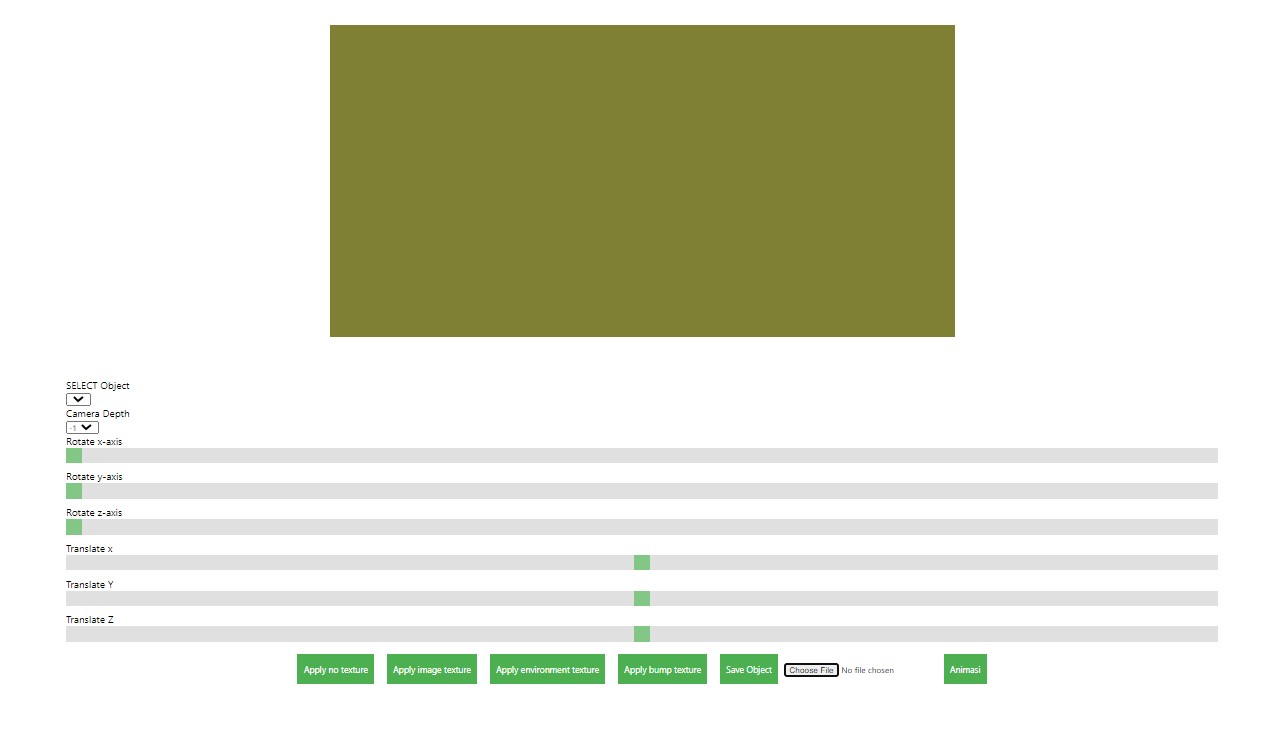 SELECT Object
Camera Depth
-1
Rotate x-axis
Rotate y-axis
Rotate z-axis
Translate x
Translate Y
Translate Z
Apply no texture Apply image texture Apply environment texture Apply bump texture Save Object Choose File No file chosen Animasi